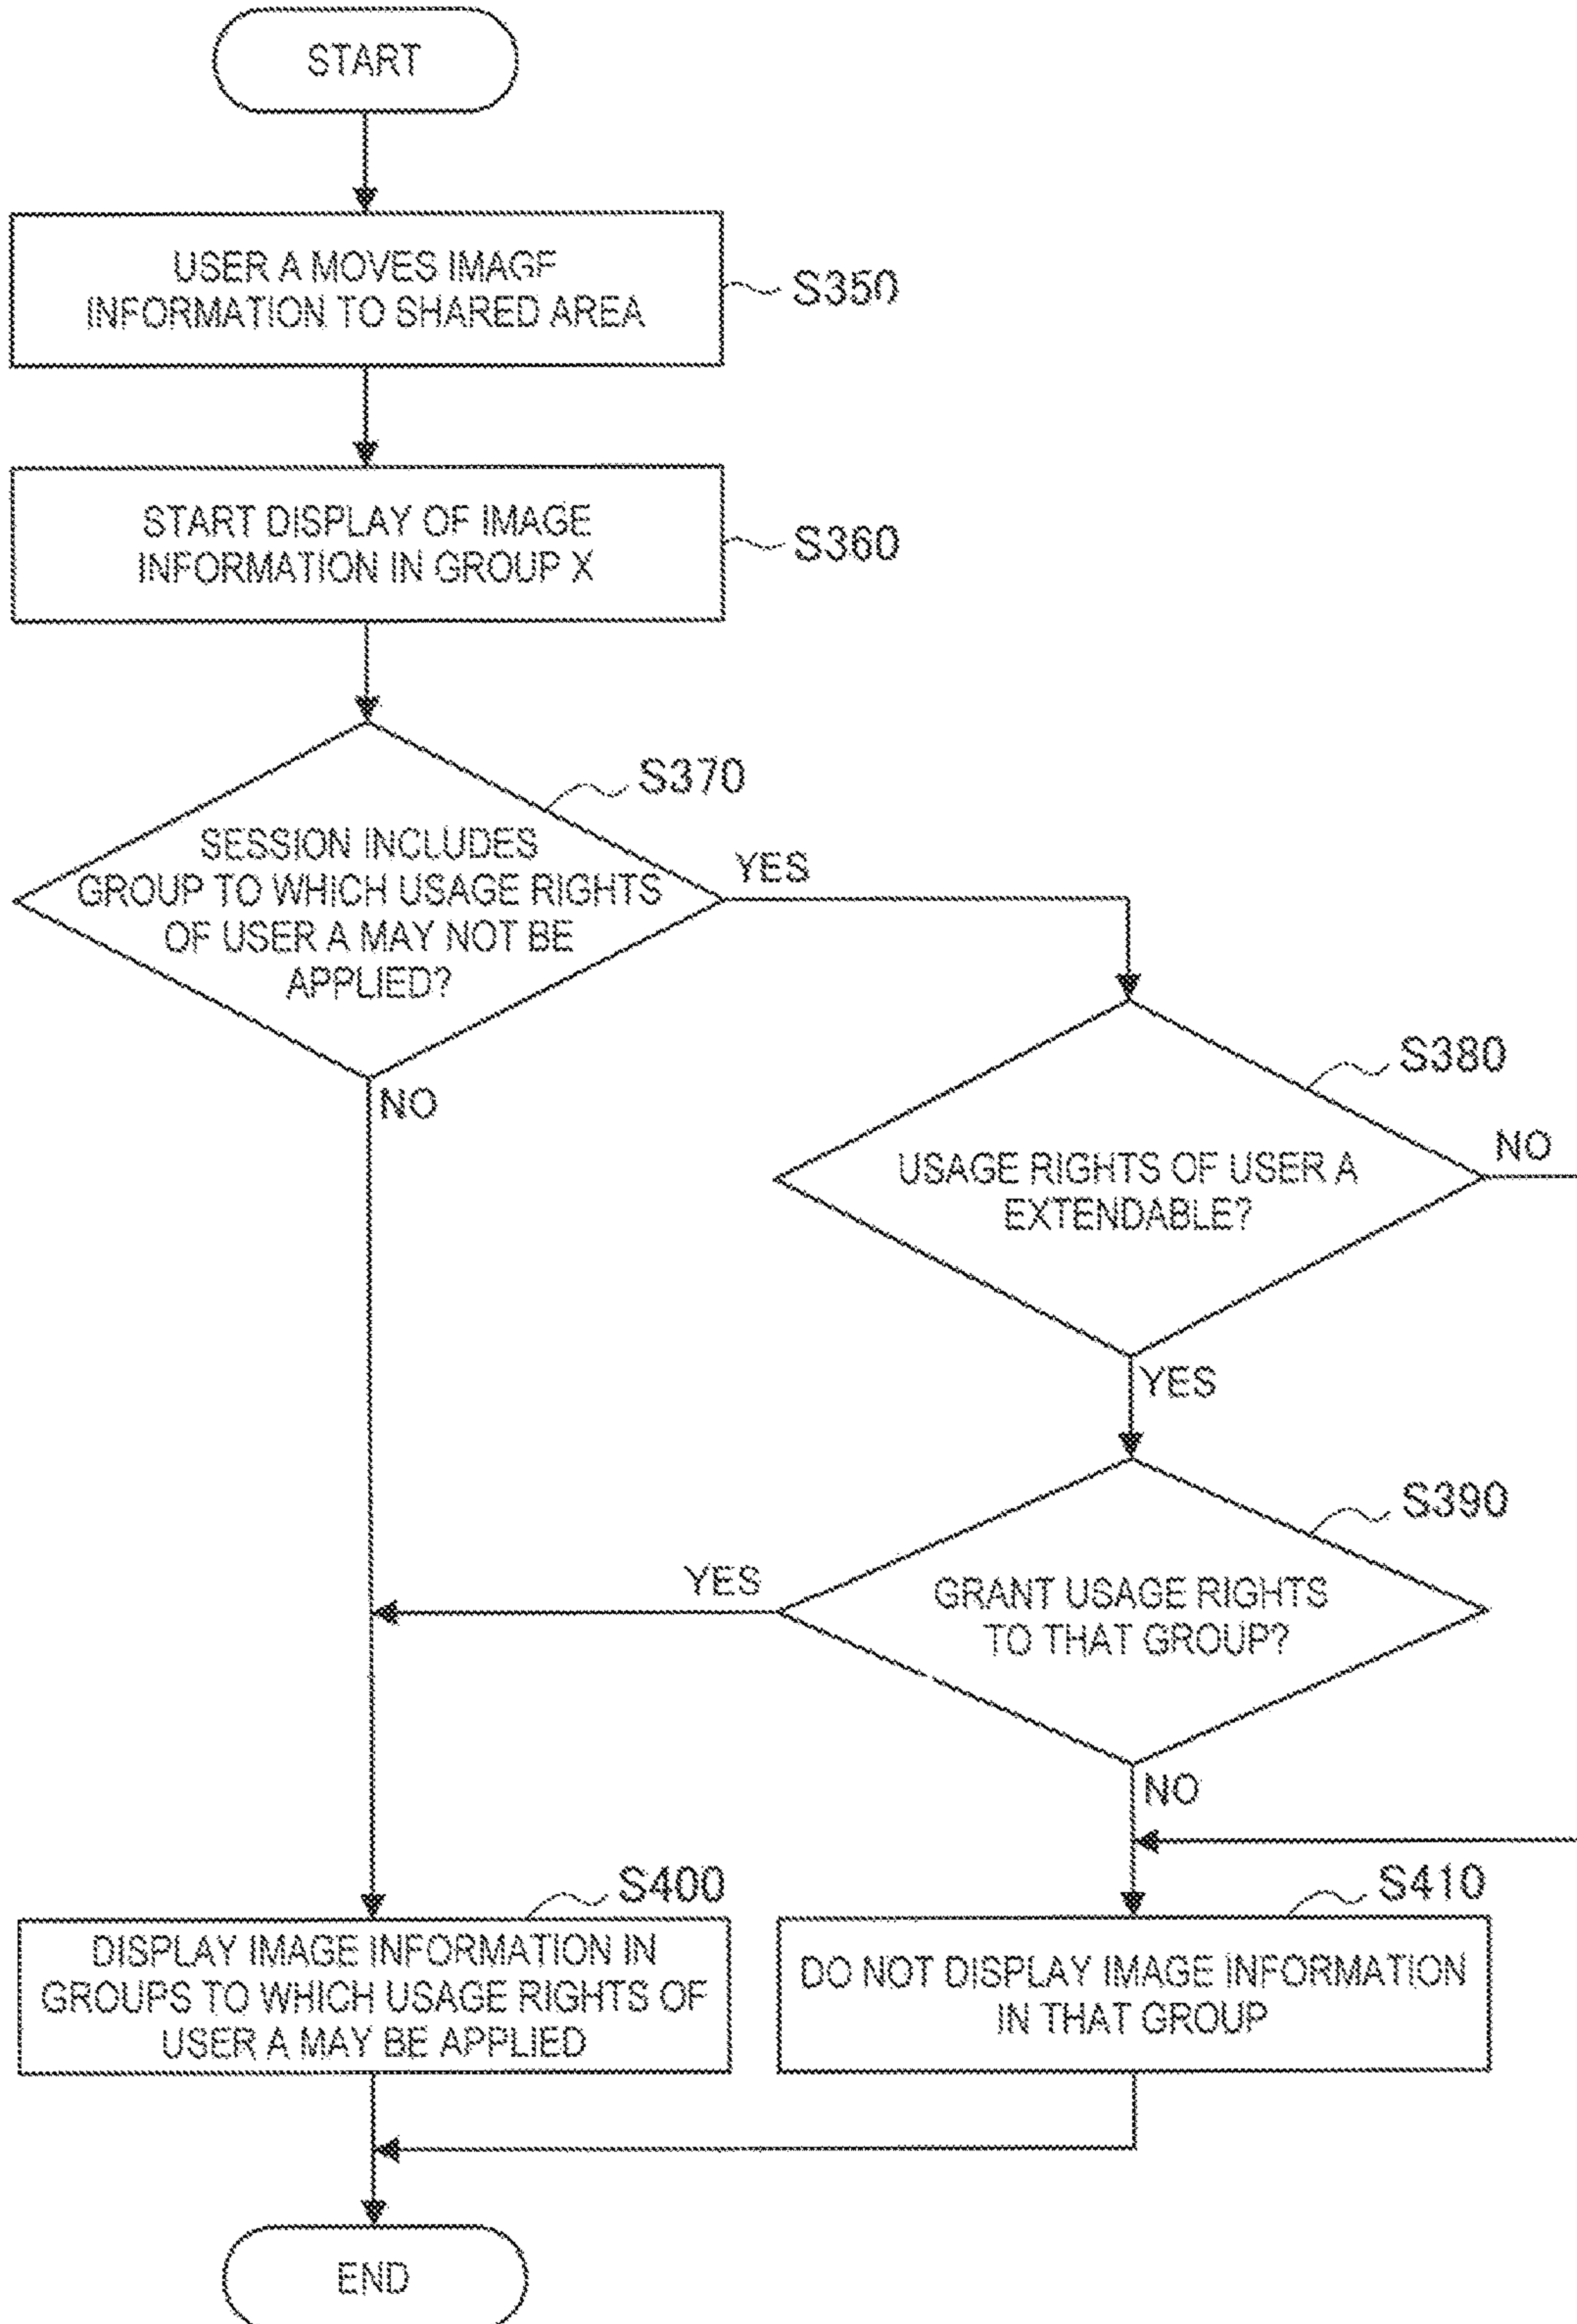 START
USER A MOVES IMAGE
INFORMATION TO SHARED AREA
S350
START DISPLAY OF IMAGE
INFORMATION IN GROUP X
S360
S370
SESSION INCLUDES
GROUP TO WHICH USAGE RIGHTS
OF USER A MAY NOT BE
APPLIED?
YES
NO
S380
USAGE RIGHTS OF USER A
EXTENDABLE?
NO
YES
S390
GRANT USAGE RIGHTS
TO THAT GROUP?
YES
NO
S400
DISPLAY IMAGE INFORMATION IN
GROUPS TO WHICH USAGE RIGHTS OF
USER A MAY BE APPLIED
S410
DO NOT DISPLAY IMAGE INFORMATION
IN THAT GROUP
END